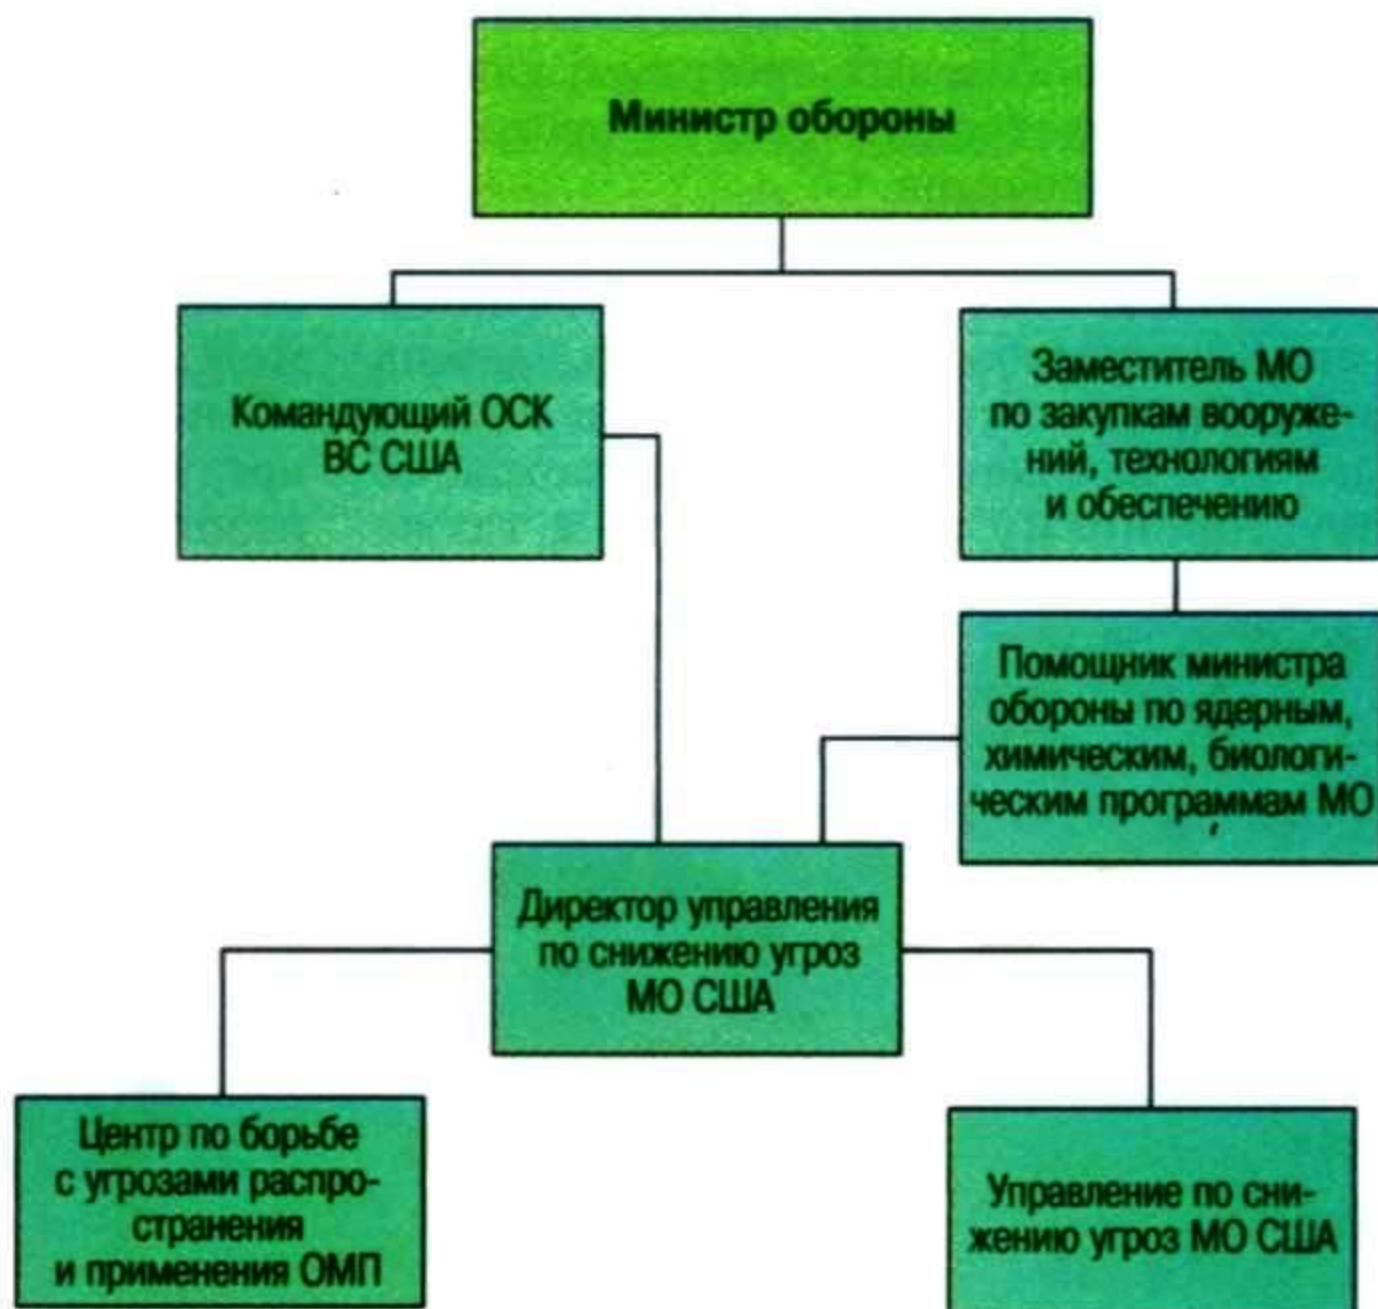 Министр обороны
Командующий ОСК
ВС США
Заместитель МО
по закупкам вооруже-
ний, технологиям
и обеспечению
Помощник министра
обороны по ядерным,
химическим, биологи-
ческим программам МО
Директор управления
по снижению угроз
МО США
Центр по борьбе
с угрозами распро-
странения
и применения ОМП
Управление по сни-
жению угроз МО США